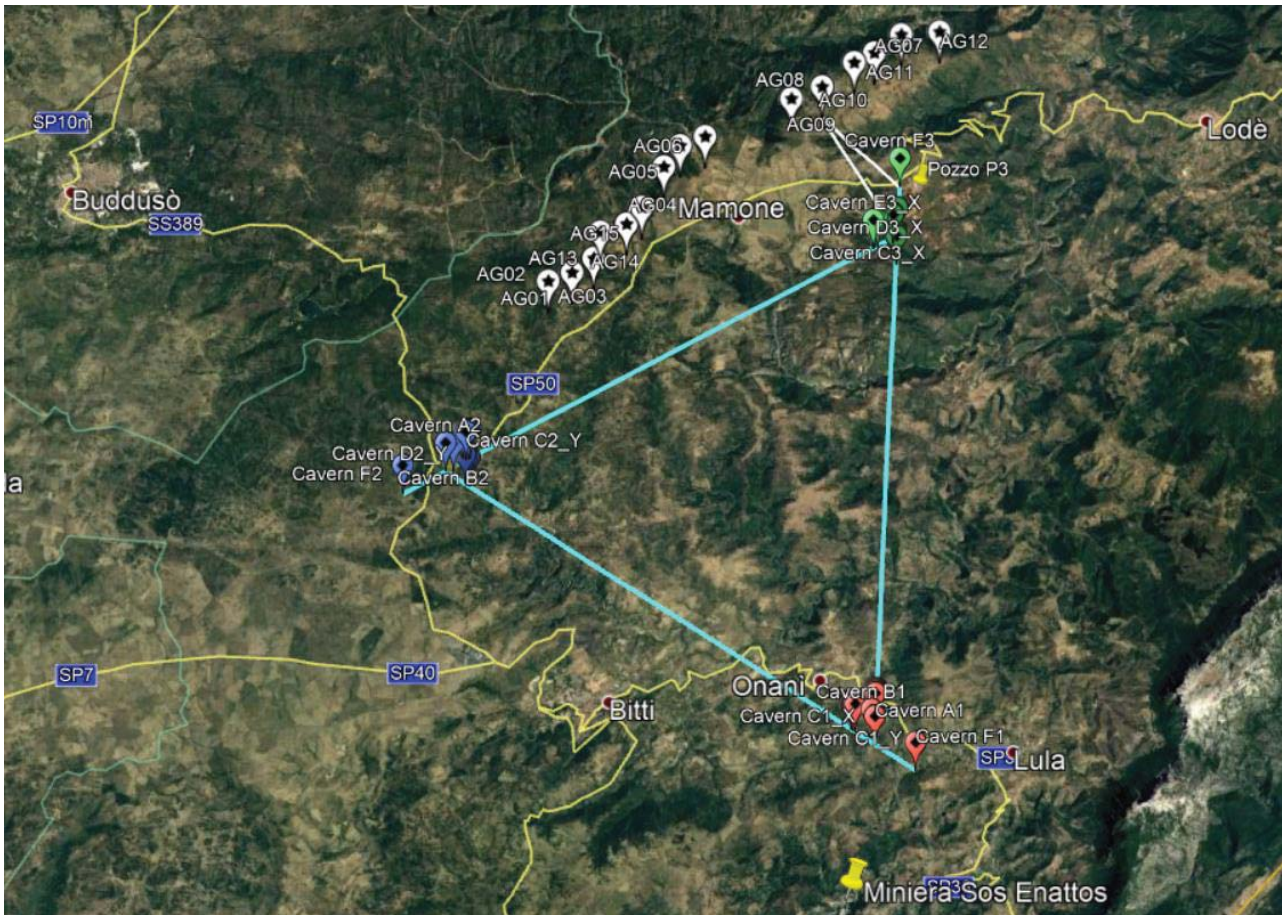 AG07
AG12
AG11
AG08
AG10
SP10m
AG09
Lodè
Cavern F3
AG06
Pozzo P3
AG05
Buddusò
Cavern E3_X
AG04
Mamone
SS389
Cavern D3_X
AG15
Cavern C3_X
AG13
AG14
AG02
AG01
AG03
SP50
Cavern A2
Cavern C2_Y
Cavern D2_Y
Cavern F2
Cavern B2
la
SP7
SP40
Onanì
Cavern B1
Bitti
Cavern C1_X
Cavern A1
Cavern C1_Y
Cavern F1
Lula
Miniera Sos Enattos